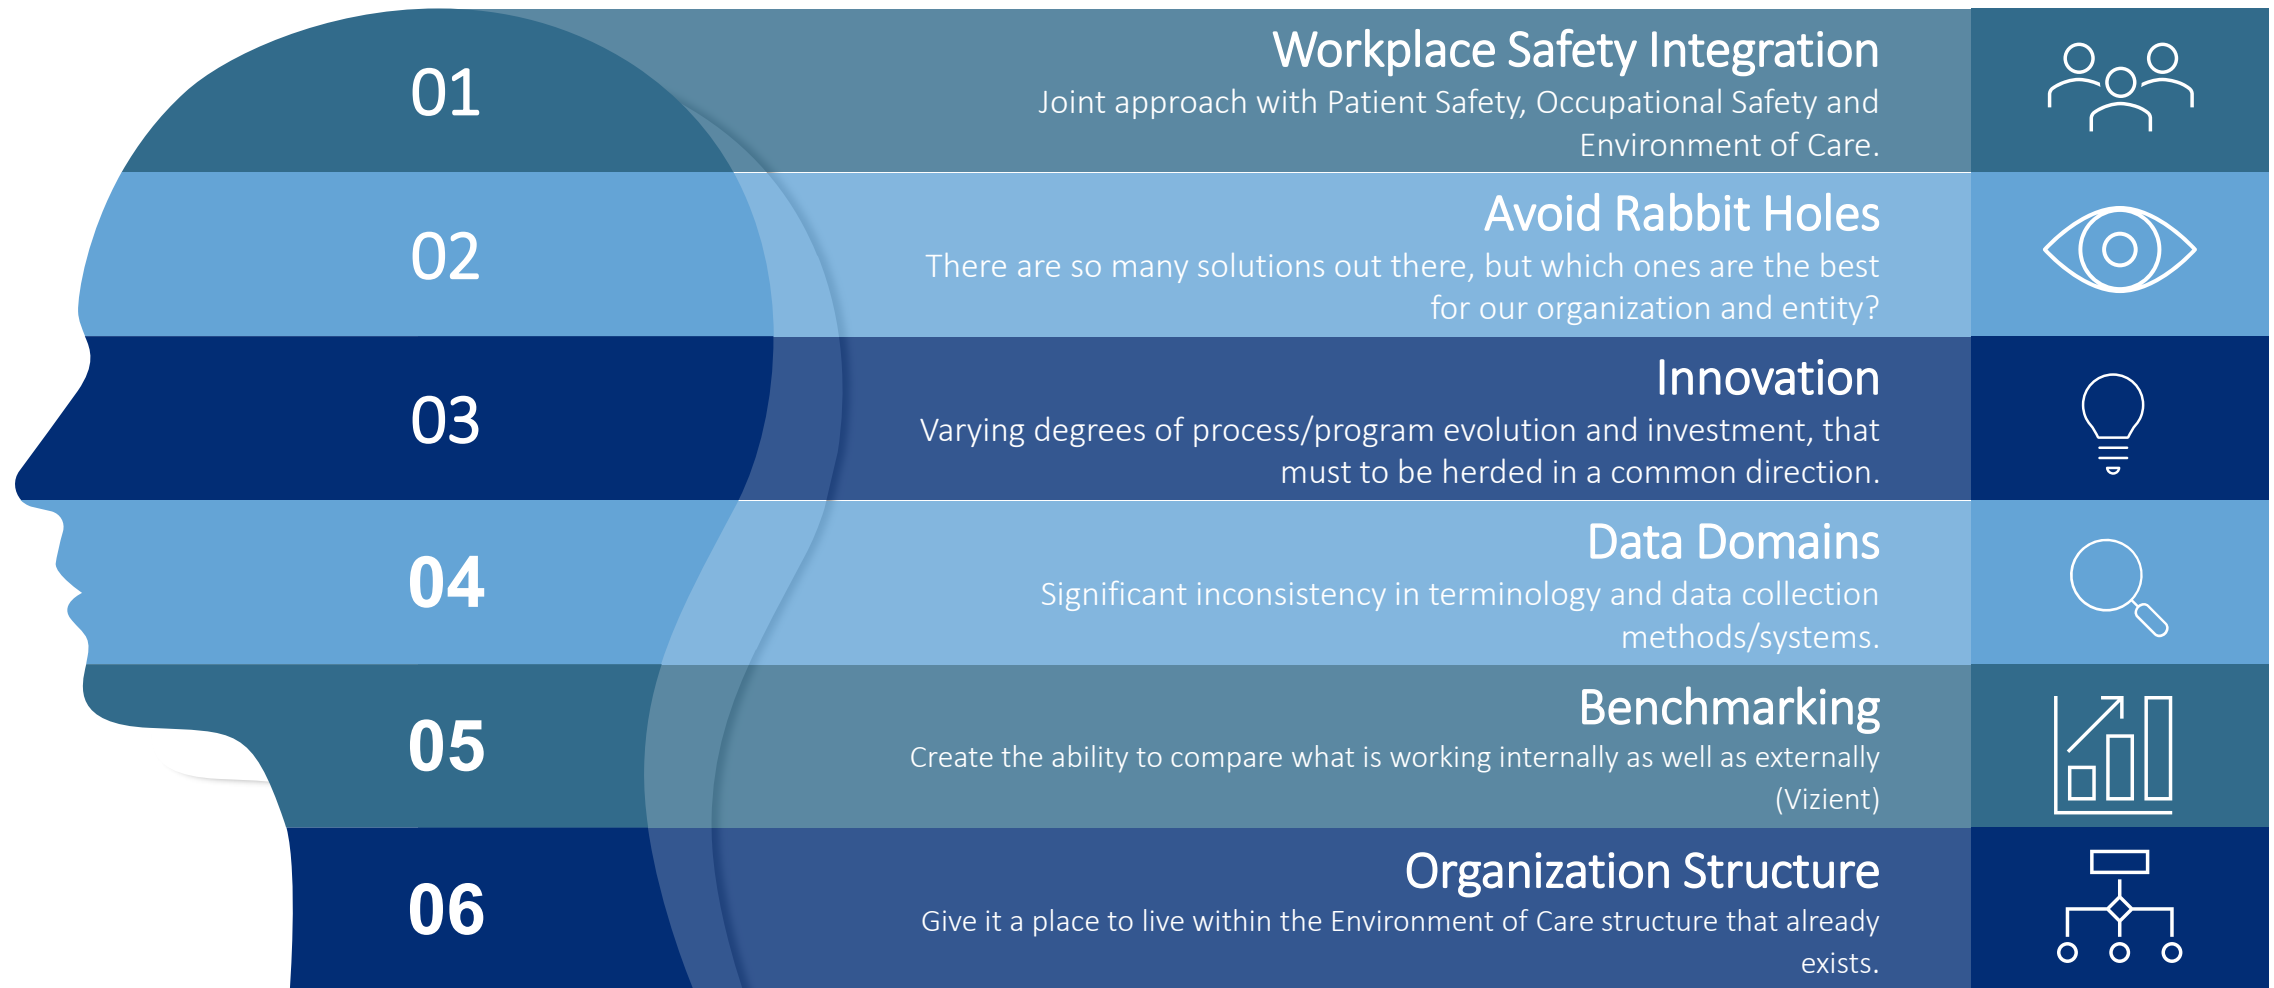 01
Workplace Safety Integration
Joint approach with Patient Safety, Occupational Safety and
Environment of Care.
02
Avoid Rabbit Holes
There are so many solutions out there, but which ones are the best
for our organization and entity?
03
Innovation
Varying degrees of process/program evolution and investment, that
must to be herded in a common direction.
04
Data Domains
Significant inconsistency in terminology and data collection
methods/systems.
05
Benchmarking
Create the ability to compare what is working internally as well as externally
(Vizient)
06
Organization Structure
Give it a place to live within the Environment of Care structure that already
exists.